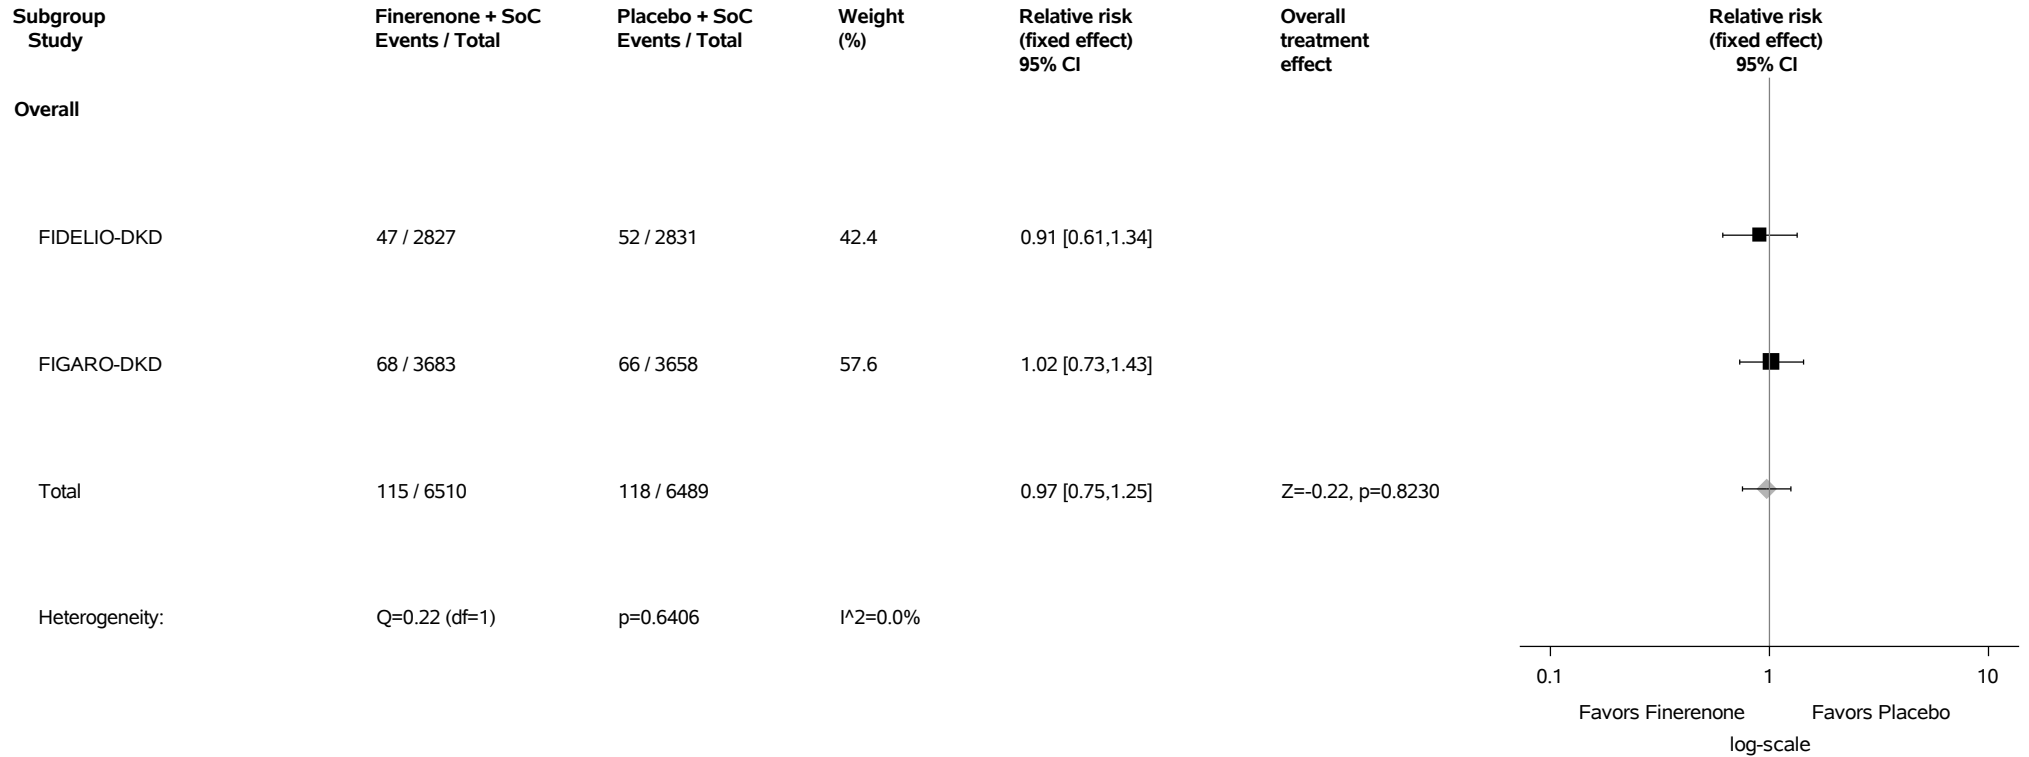 Subgroup Finerenone + SoC Placebo + SoC Weight Relative risk Overall Relative risk
Study Events / Total Events / Total (%) (fixed effect) treatment (fixed effect)
95% CI effect 95% CI
Overall
FIDELIO-DKD 47 / 2827 52 / 2831 42.4 0.91 [0.61,1.34]
FIGARO-DKD 68 / 3683 66 / 3658 57.6 1.02 [0.73,1.43]
Total 115 / 6510 118 / 6489 0.97 [0.75,1.25] Z=-0.22, p=0.8230
Heterogeneity: Q=0.22 (df=1) p=0.6406 I^2=0.0%
0.1 1 10
Favors Finerenone Favors Placebo
log-scale